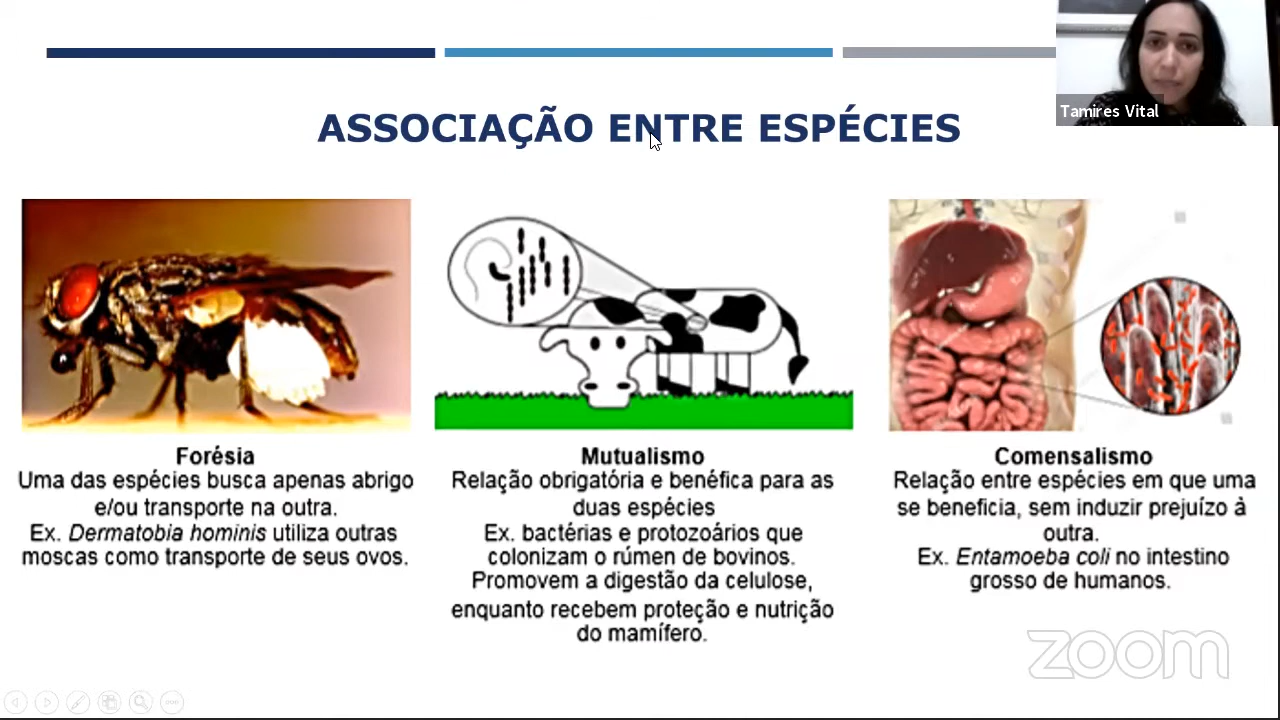 Tamires Vital
ASSOCIAÇÃO ENTRE ESPÉCIES
Forésia
Uma das espécies busca apenas abrigo
e/ou transporte na outra.
Ex. Dermatobia hominis utiliza outras
moscas como transporte de seus ovos.
Mutualismo
Relação obrigatória e benéfica para as
duas espécies
Ex. bactérias e protozoários que
colonizam o rúmen de bovinos.
Promovem a digestão da celulose,
enquanto recebem proteção e nutrição
do mamífero.
Comensalismo
Relação entre espécies em que uma
se beneficia, sem induzir prejuízo à
outra.
Ex. Entamoeba coli no intestino
grosso de humanos.
zoom